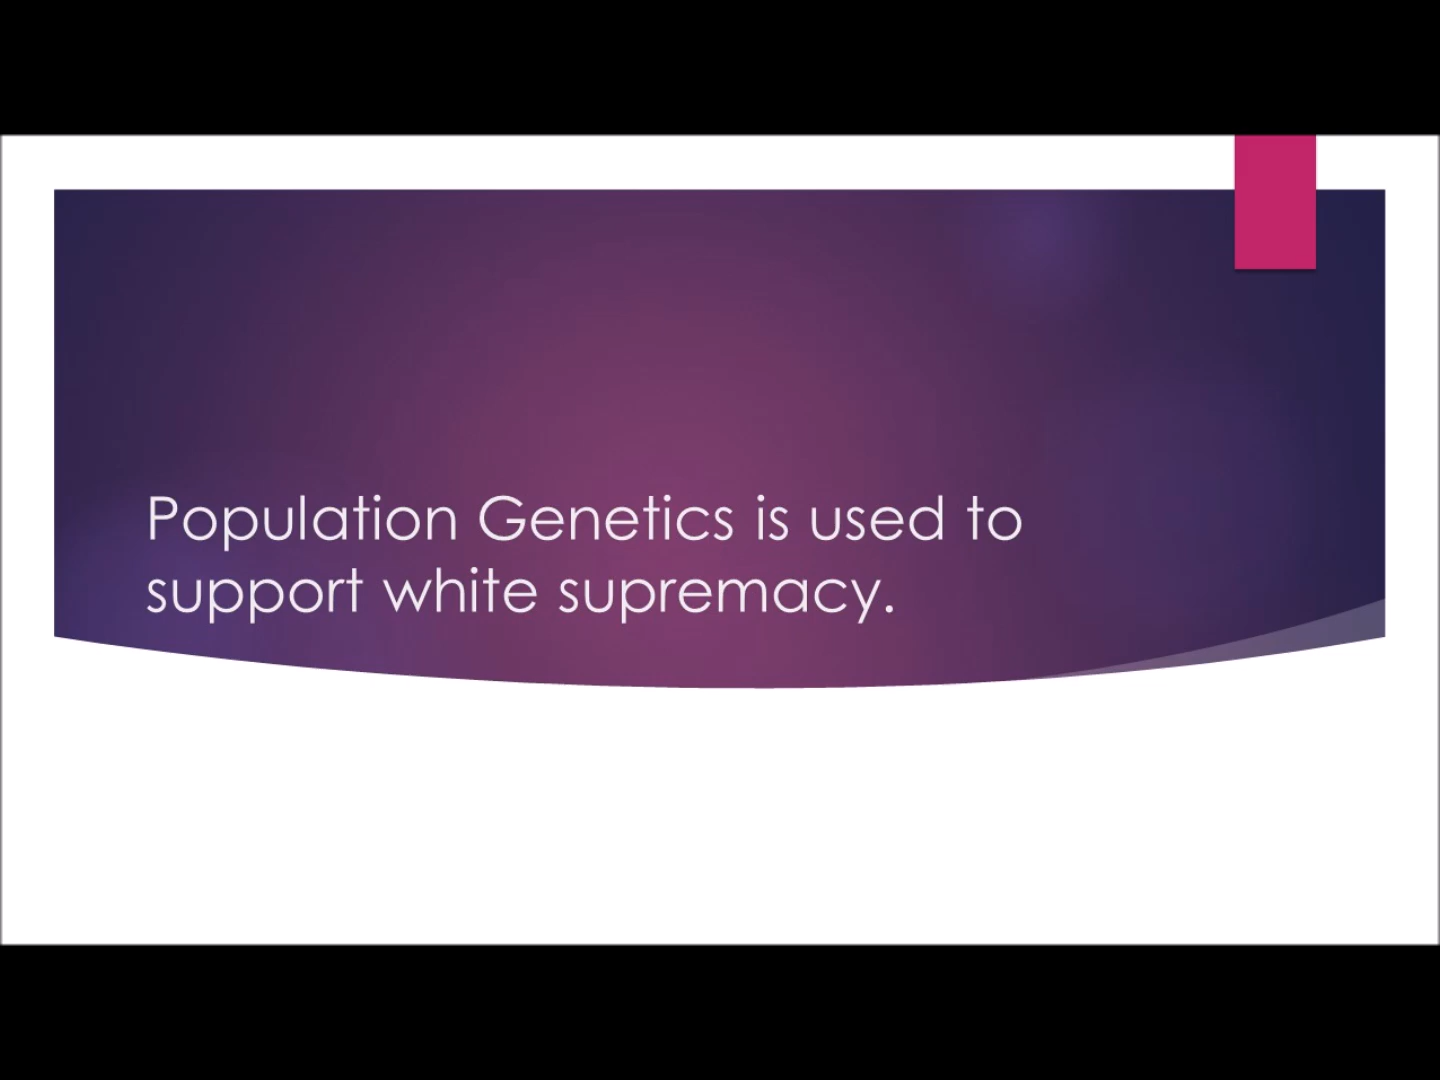 Population Genetics is used to
support white supremacy.